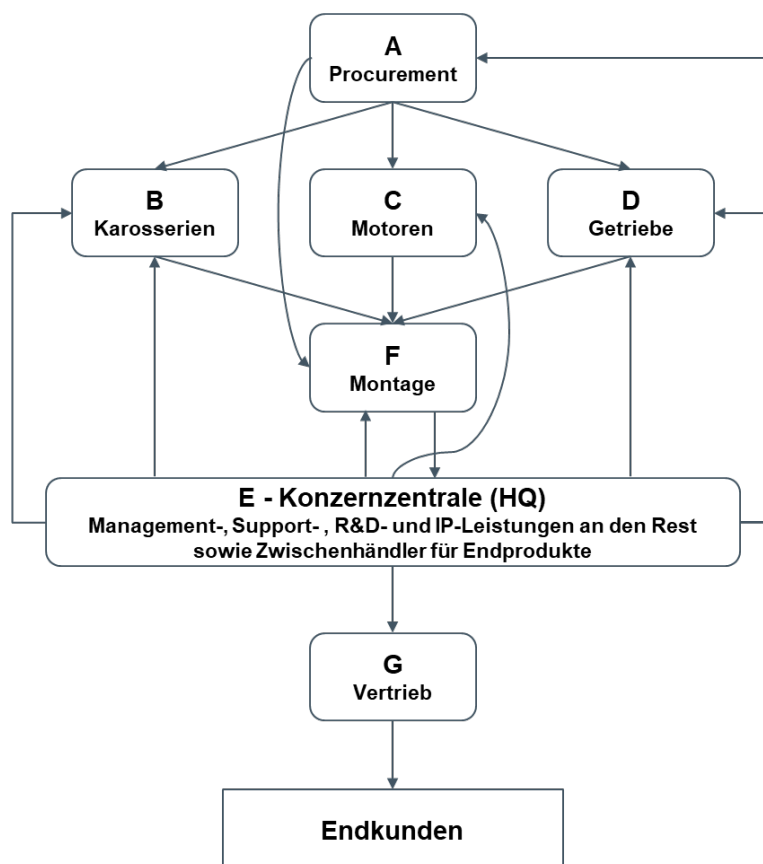 A
Procurement
B
Karosserien
C
Motoren
D
Getriebe
F
Montage
E - Konzernzentrale (HQ)
Management-, Support- , R&D- und IP-Leistungen an den Rest
sowie Zwischenhändler für Endprodukte
G
Vertrieb
Endkunden